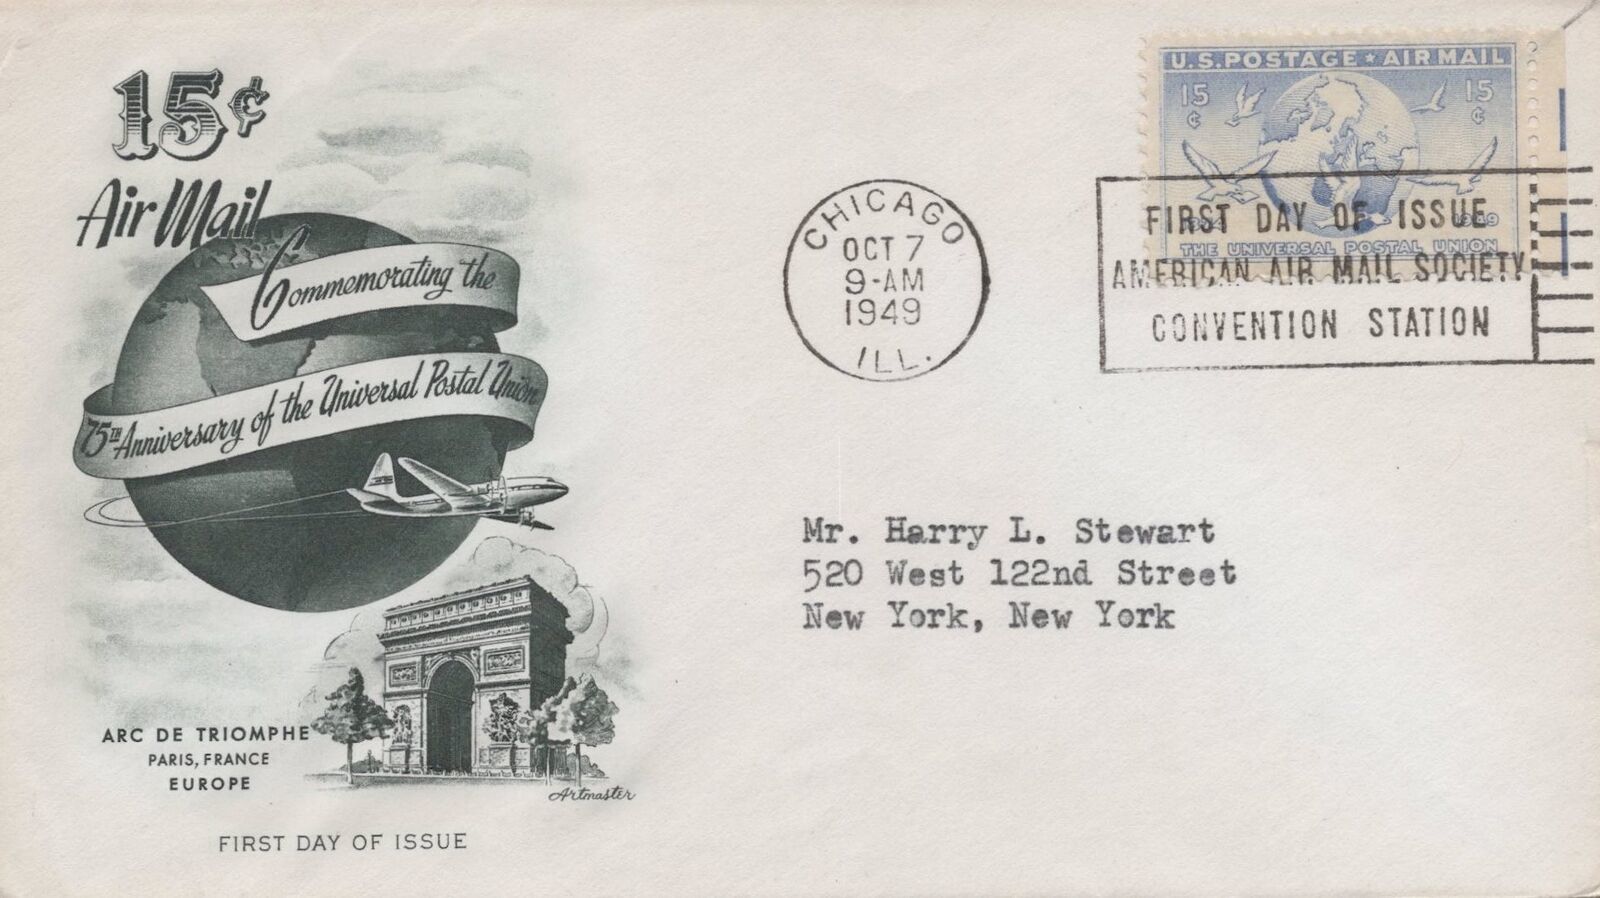 15¢
Air Mail
Commemorating the
75TH Anniversary of the Universal Postal Union
ARC DE TRIOMPHE
PARIS, FRANCE
EUROPE
Artmaster
FIRST DAY OF ISSUE
CHICAGO
OCT 7
9-AM
1949
ILL.
U.S. POSTAGE ★ AIR MAIL
15¢ 15¢
1949
THE UNIVERSAL POSTAL UNION
FIRST DAY OF ISSUE
AMERICAN AIR MAIL SOCIETY
CONVENTION STATION
Mr. Harry L. Stewart
520 West 122nd Street
New York, New York